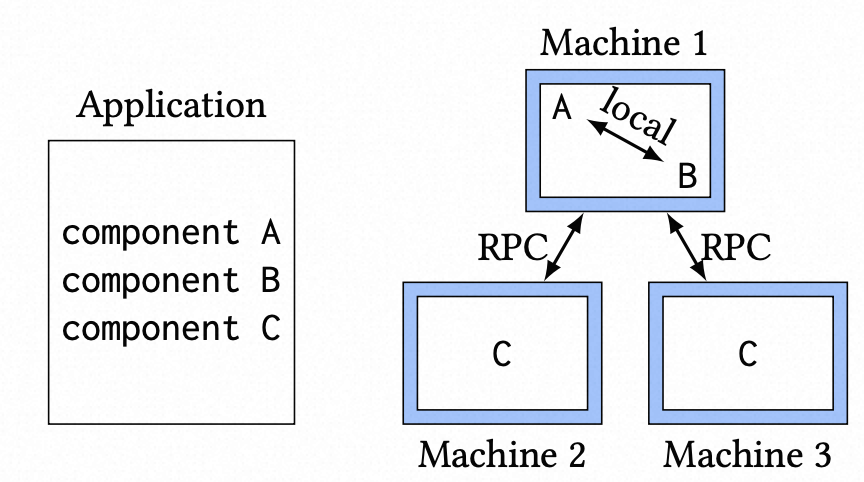 Application
component A
component B
component C
Machine 1
A
local
B
RPC
RPC
C
C
Machine 2
Machine 3